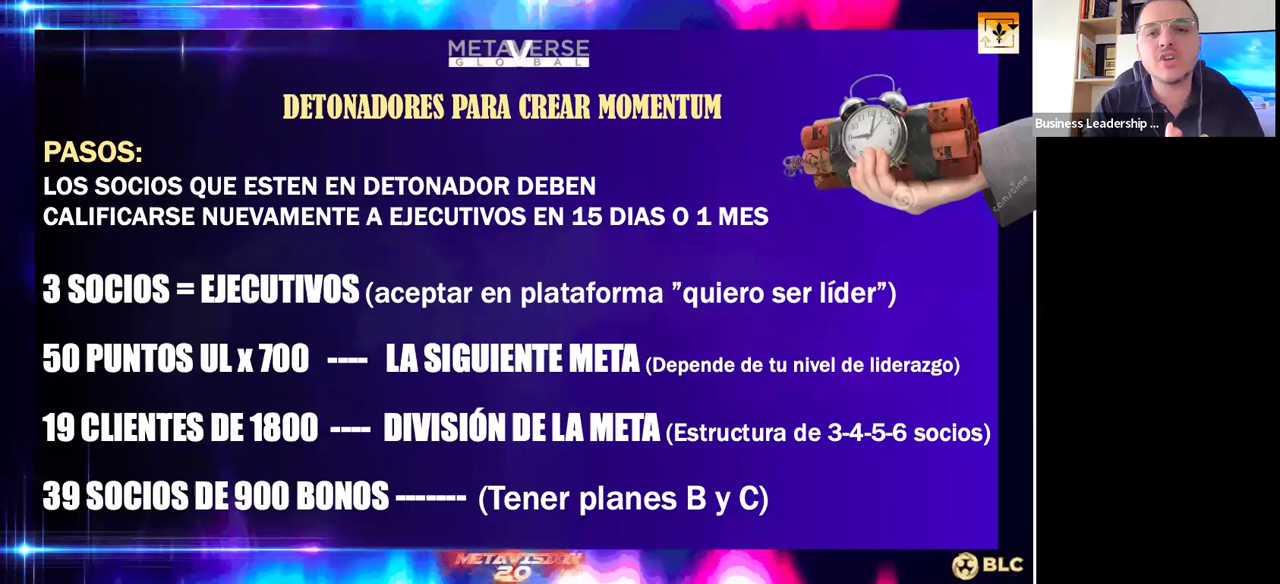 METAVERSE
GLOBAL
DETONADORES PARA CREAR MOMENTUM
PASOS:
LOS SOCIOS QUE ESTEN EN DETONADOR DEBEN
CALIFICARSE NUEVAMENTE A EJECUTIVOS EN 15 DIAS O 1 MES
3 SOCIOS = EJECUTIVOS (aceptar en plataforma ”quiero ser líder”)
50 PUNTOS UL x 700 ---- LA SIGUIENTE META (Depende de tu nivel de liderazgo)
19 CLIENTES DE 1800 ---- DIVISIÓN DE LA META (Estructura de 3-4-5-6 socios)
39 SOCIOS DE 900 BONOS ------- (Tener planes B y C)
METAVISION
2.0
BLC
Business Leadership ...